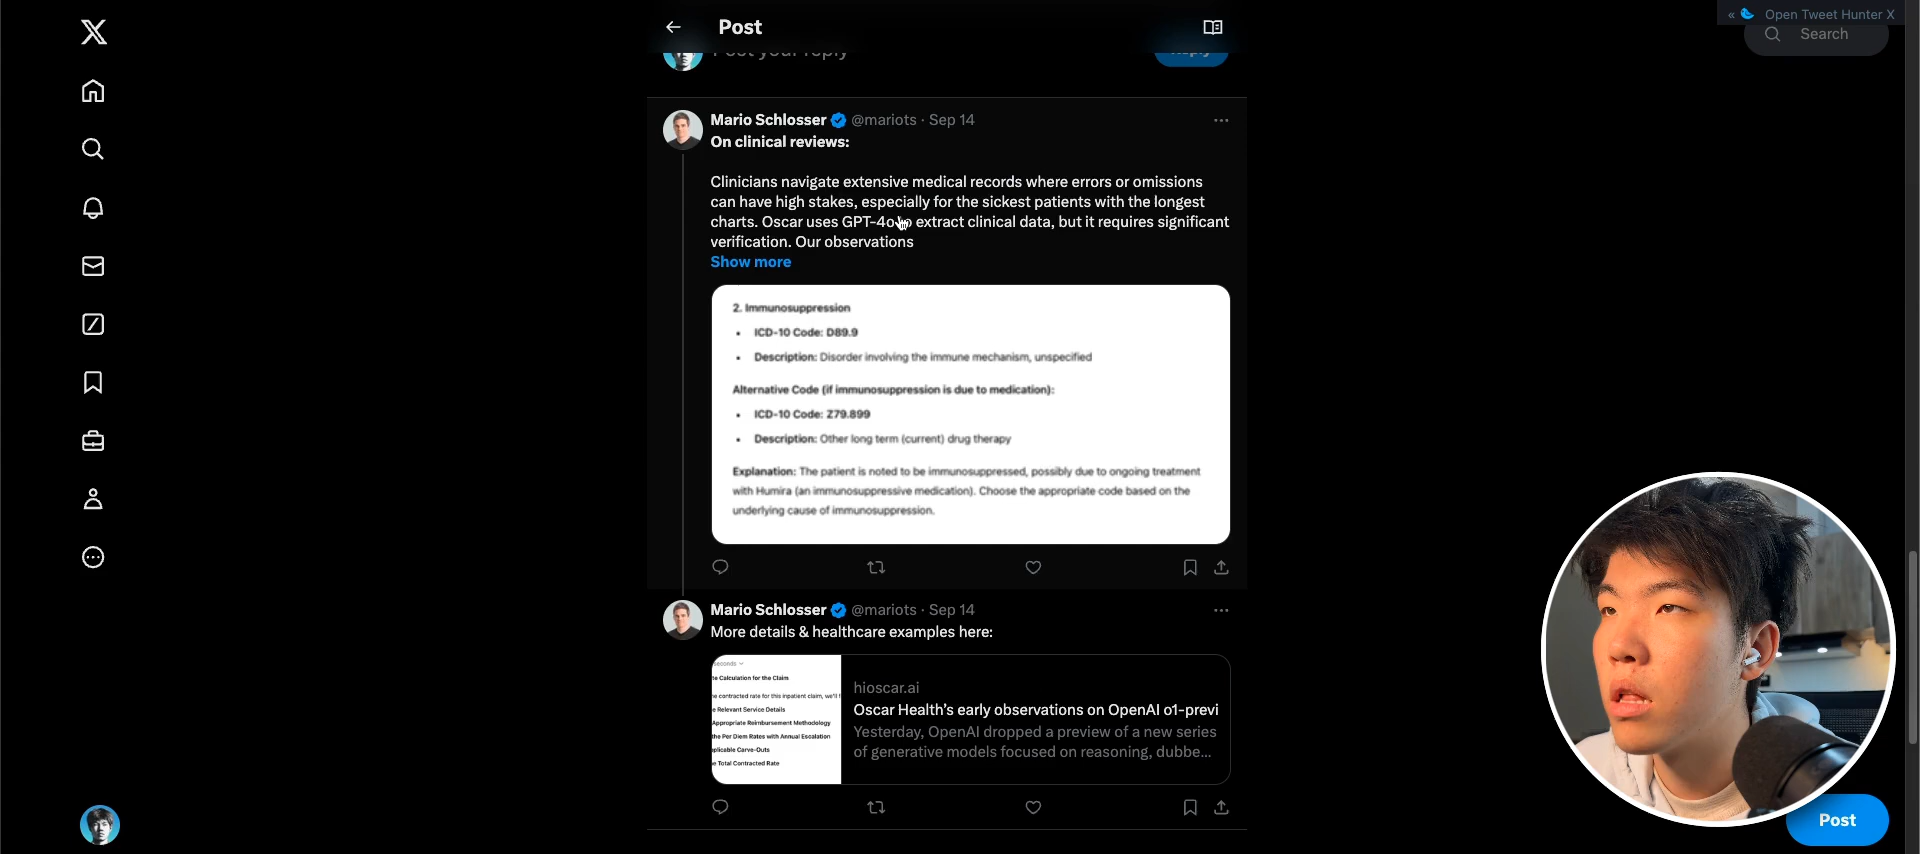 « Open Tweet Hunter X
Post
Search
Post your reply
Reply
Mario Schlosser @mariots · Sep 14
On clinical reviews:
Clinicians navigate extensive medical records where errors or omissions
can have high stakes, especially for the sickest patients with the longest
charts. Oscar uses GPT-4o to extract clinical data, but it requires significant
verification. Our observations
Show more
2. Immunosuppression
• ICD-10 Code: D89.9
• Description: Disorder involving the immune mechanism, unspecified
Alternative Code (if immunosuppression is due to medication):
• ICD-10 Code: Z79.899
• Description: Other long term (current) drug therapy
Explanation: The patient is noted to be immunosuppressed, possibly due to ongoing treatment
with Humira (an immunosuppressive medication). Choose the appropriate code based on the
underlying cause of immunosuppression.
Mario Schlosser @mariots · Sep 14
More details & healthcare examples here:
seconds
te Calculation for the Claim
he contracted rate for this inpatient claim, we'll f
e Relevant Service Details
Appropriate Reimbursement Methodology
the Per Diem Rates with Annual Escalation
plicable Carve-Outs
e Total Contracted Rate
hioscar.ai
Oscar Health's early observations on OpenAI o1-previ
Yesterday, OpenAI dropped a preview of a new series
of generative models focused on reasoning, dubbe...
Post